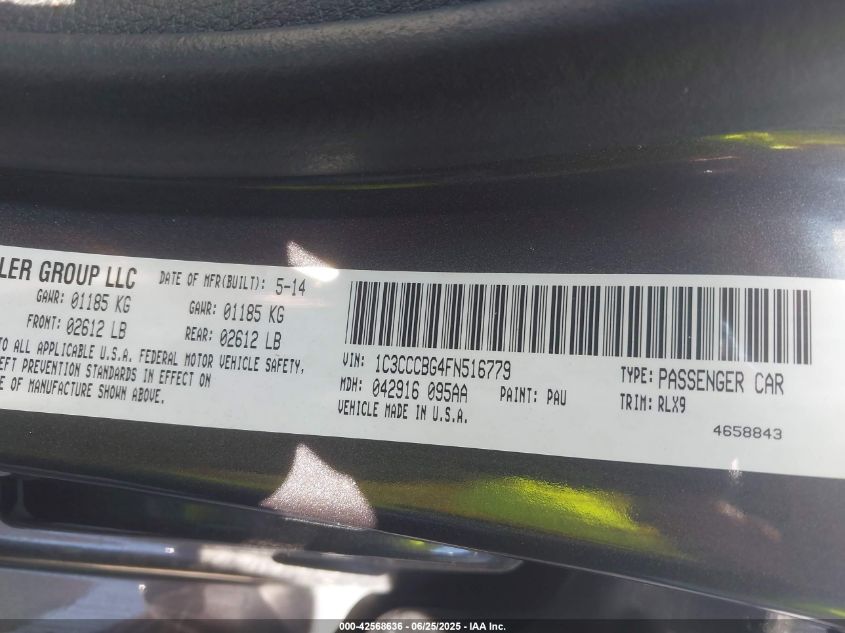 LER GROUP LLC DATE OF MFR(BUILT): 5-14
GAWR: 01185 KG GAWR: 01185 KG
FRONT: 02612 LB REAR: 02612 LB
TO ALL APPLICABLE U.S.A. FEDERAL MOTOR VEHICLE SAFETY,
EFT PREVENTION STANDARDS IN EFFECT ON
E OF MANUFACTURE SHOWN ABOVE.
VIN: 1C3CCCBG4FN516779 TYPE: PASSENGER CAR
MDH: 042916 095AA PAINT: PAU TRIM: RLX9
VEHICLE MADE IN U.S.A. 4658843
000-42568636 - 06/25/2025 - IAA Inc.